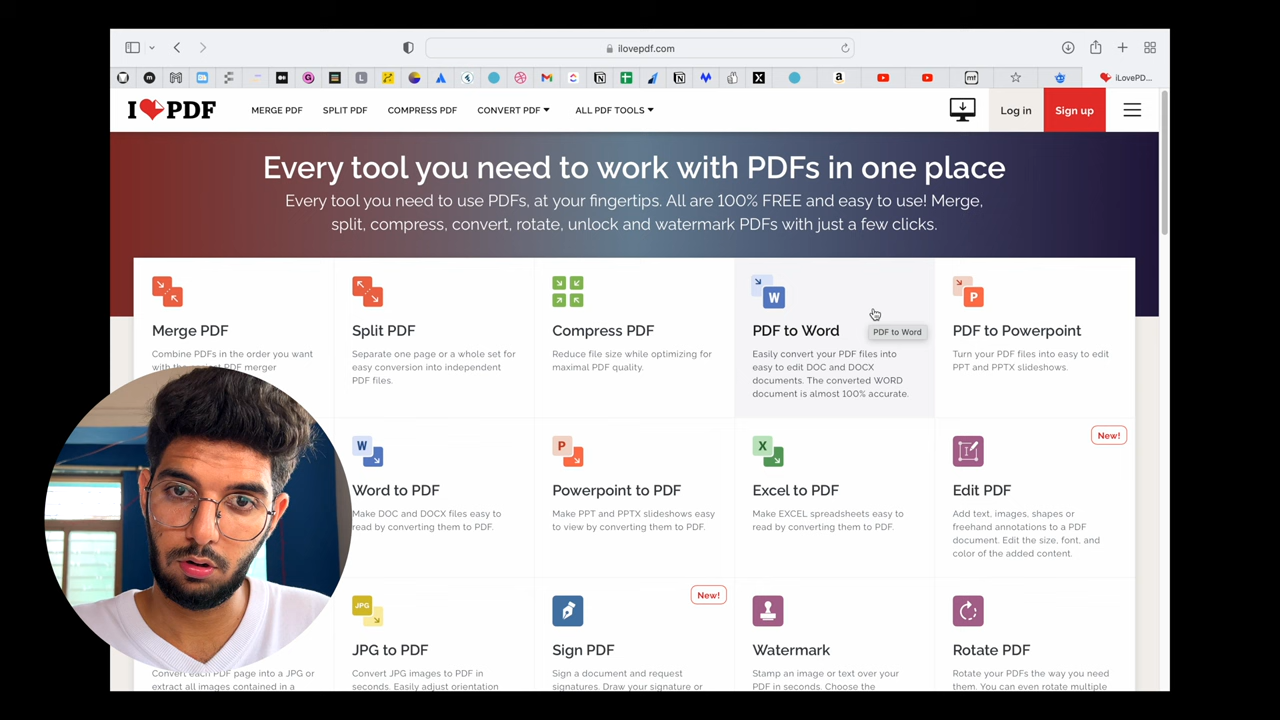 ilovepdf.com
iLovePD...
I PDF
MERGE PDF
SPLIT PDF
COMPRESS PDF
CONVERT PDF
ALL PDF TOOLS
Log in
Sign up
Every tool you need to work with PDFs in one place
Every tool you need to use PDFs, at your fingertips. All are 100% FREE and easy to use! Merge,
split, compress, convert, rotate, unlock and watermark PDFs with just a few clicks.
Merge PDF
Combine PDFs in the order you want
Split PDF
Separate one page or a whole set for
easy conversion into independent
PDF files.
Compress PDF
Reduce file size while optimizing for
maximal PDF quality.
W
PDF to Word
PDF to Word
Easily convert your PDF files into
easy to edit DOC and DOCX
documents. The converted WORD
document is almost 100% accurate.
P
PDF to Powerpoint
Turn your PDF files into easy to edit
PPT and PPTX slideshows.
W
Word to PDF
Make DOC and DOCX files easy to
read by converting them to PDF.
P
Powerpoint to PDF
Make PPT and PPTX slideshows easy
to view by converting them to PDF.
X
Excel to PDF
Make EXCEL spreadsheets easy to
read by converting them to PDF.
New!
Edit PDF
Add text, images, shapes or
freehand annotations to a PDF
document. Edit the size, font, and
color of the added content.
JPG
JPG to PDF
Convert JPG images to PDF in
seconds. Easily adjust orientation
New!
Sign PDF
Sign a document and request
signatures. Draw your signature or
Watermark
Stamp an image or text over your
PDF in seconds. Choose the
Rotate PDF
Rotate your PDFs the way you need
them. You can even rotate multiple
Convert each PDF page into a JPG or
extract all images contained in a